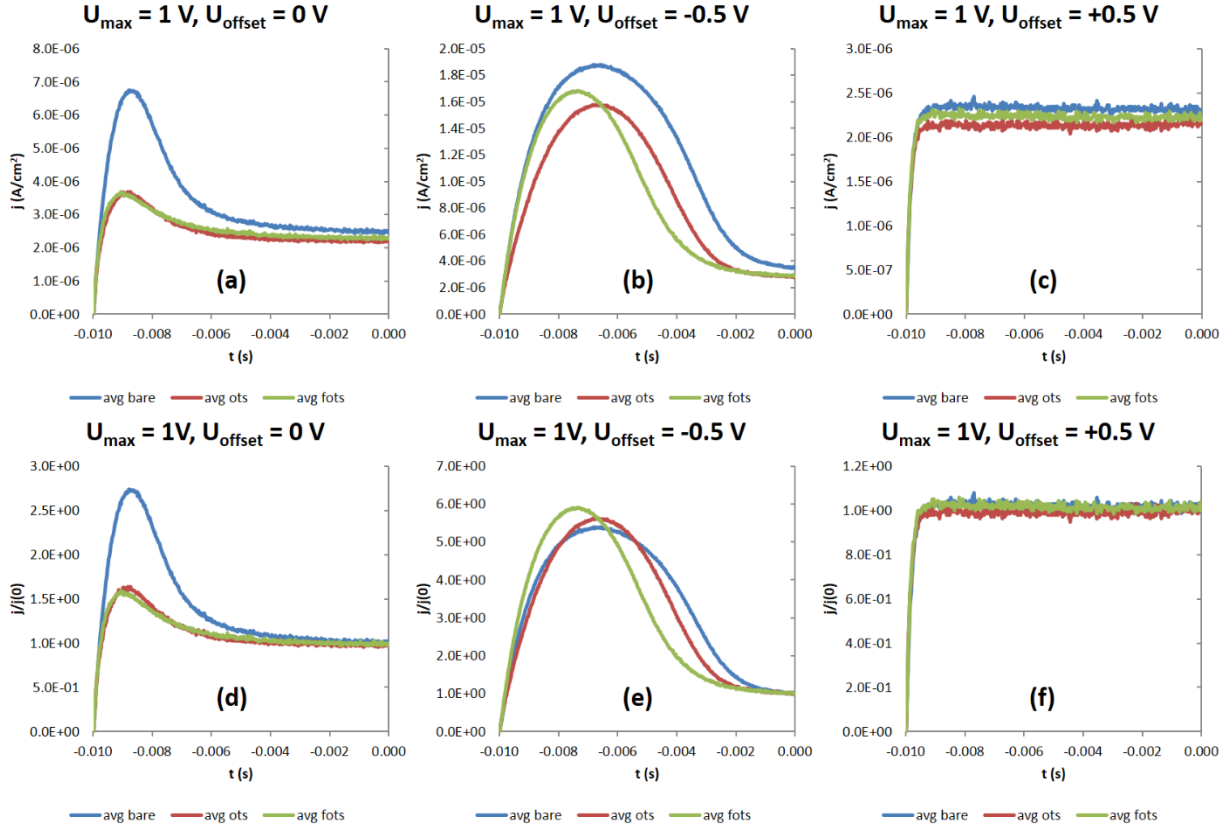 U_max = 1 V, U_offset = 0 V
8.0E-06
7.0E-06
6.0E-06
5.0E-06
4.0E-06
3.0E-06
2.0E-06
1.0E-06
0.0E+00
j (A/cm²)
(a)
-0.010 -0.008 -0.006 -0.004 -0.002 0.000
t (s)
avg bare avg ots avg fots
U_max = 1 V, U_offset = -0.5 V
2.0E-05
1.8E-05
1.6E-05
1.4E-05
1.2E-05
1.0E-05
8.0E-06
6.0E-06
4.0E-06
2.0E-06
0.0E+00
j (A/cm²)
(b)
-0.010 -0.008 -0.006 -0.004 -0.002 0.000
t (s)
avg bare avg ots avg fots
U_max = 1 V, U_offset = +0.5 V
3.0E-06
2.5E-06
2.0E-06
1.5E-06
1.0E-06
5.0E-07
0.0E+00
j (A/cm²)
(c)
-0.010 -0.008 -0.006 -0.004 -0.002 0.000
t (s)
avg bare avg ots avg fots
U_max = 1V, U_offset = 0 V
3.0E+00
2.5E+00
2.0E+00
1.5E+00
1.0E+00
5.0E-01
0.0E+00
j/j(0)
(d)
-0.010 -0.008 -0.006 -0.004 -0.002 0.000
t (s)
avg bare avg ots avg fots
U_max = 1V, U_offset = -0.5 V
7.0E+00
6.0E+00
5.0E+00
4.0E+00
3.0E+00
2.0E+00
1.0E+00
0.0E+00
j/j(0)
(e)
-0.010 -0.008 -0.006 -0.004 -0.002 0.000
t (s)
avg bare avg ots avg fots
U_max = 1V, U_offset = +0.5 V
1.2E+00
1.0E+00
8.0E-01
6.0E-01
4.0E-01
2.0E-01
0.0E+00
j/j(0)
(f)
-0.010 -0.008 -0.006 -0.004 -0.002 0.000
t (s)
avg bare avg ots avg fots